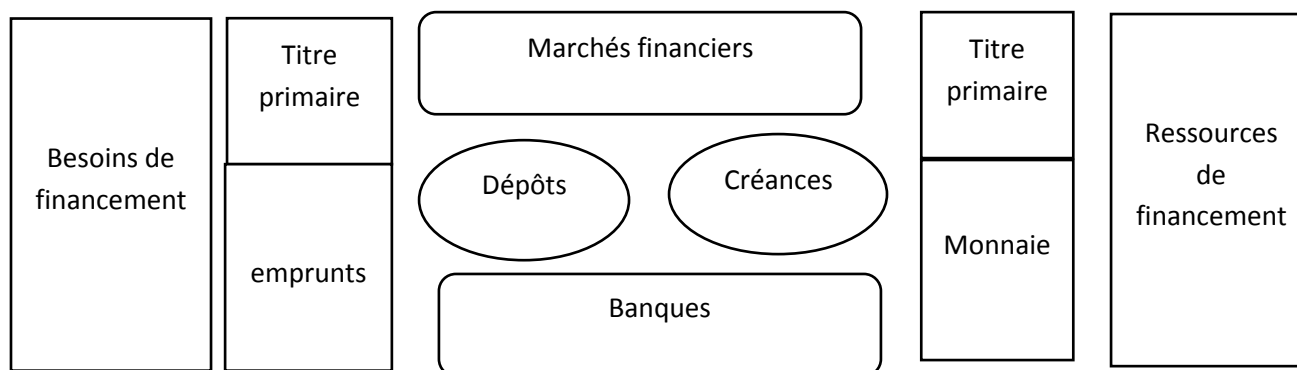 Besoins de
financement
Titre
primaire
emprunts
Marchés financiers
Dépôts
Créances
Banques
Titre
primaire
Monnaie
Ressources
de
financement